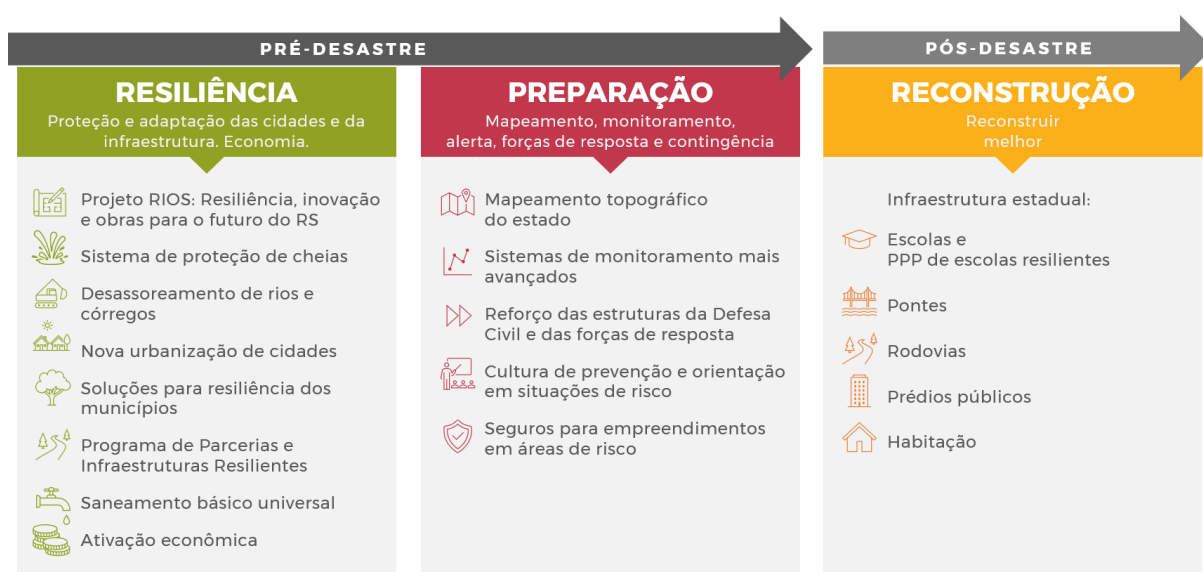 PRÉ-DESASTRE
PÓS-DESASTRE
RESILIÊNCIA
Proteção e adaptação das cidades e da
infraestrutura. Economia.
Projeto RIOS: Resiliência, inovação
e obras para o futuro do RS
Sistema de proteção de cheias
Desassoreamento de rios e
córregos
Nova urbanização de cidades
Soluções para resiliência dos
municípios
Programa de Parcerias e
Infraestruturas Resilientes
Saneamento básico universal
Ativação econômica
PREPARAÇÃO
Mapeamento, monitoramento,
alerta, forças de resposta e contingência
Mapeamento topográfico
do estado
Sistemas de monitoramento mais
avançados
Reforço das estruturas da Defesa
Civil e das forças de resposta
Cultura de prevenção e orientação
em situações de risco
Seguros para empreendimentos
em áreas de risco
RECONSTRUÇÃO
Reconstruir
melhor
Infraestrutura estadual:
Escolas e
PPP de escolas resilientes
Pontes
Rodovias
Prédios públicos
Habitação